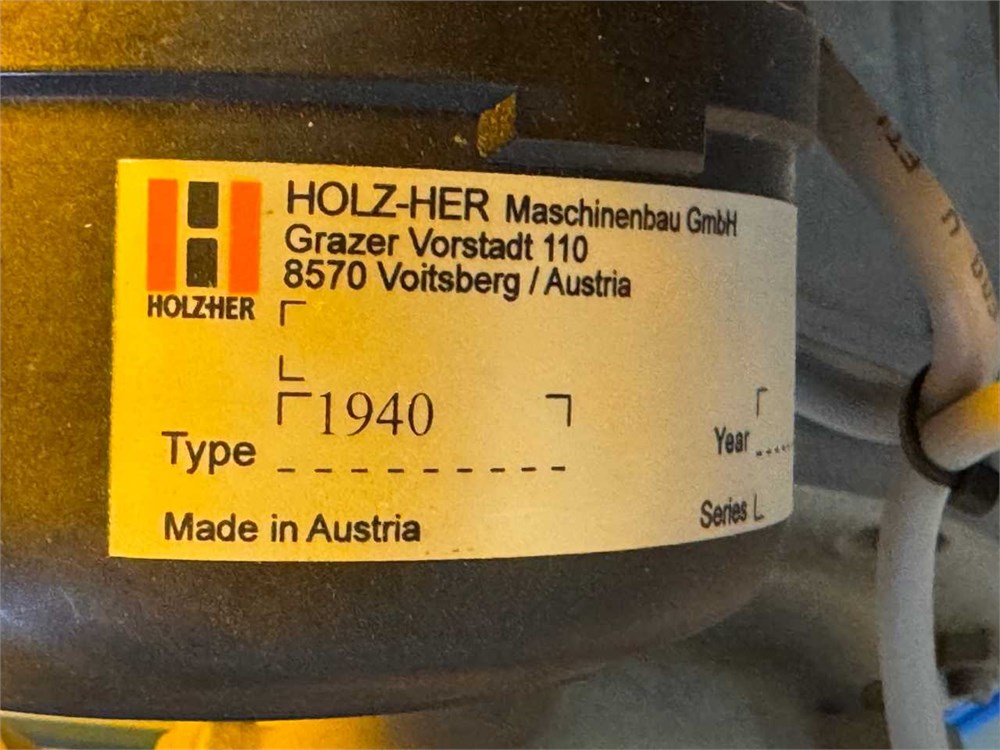 HOLZ-HER Maschinenbau GmbH
Grazer Vorstadt 110
8570 Voitsberg / Austria
HOLZ-HER
1940
Type
Year
Series
Made in Austria